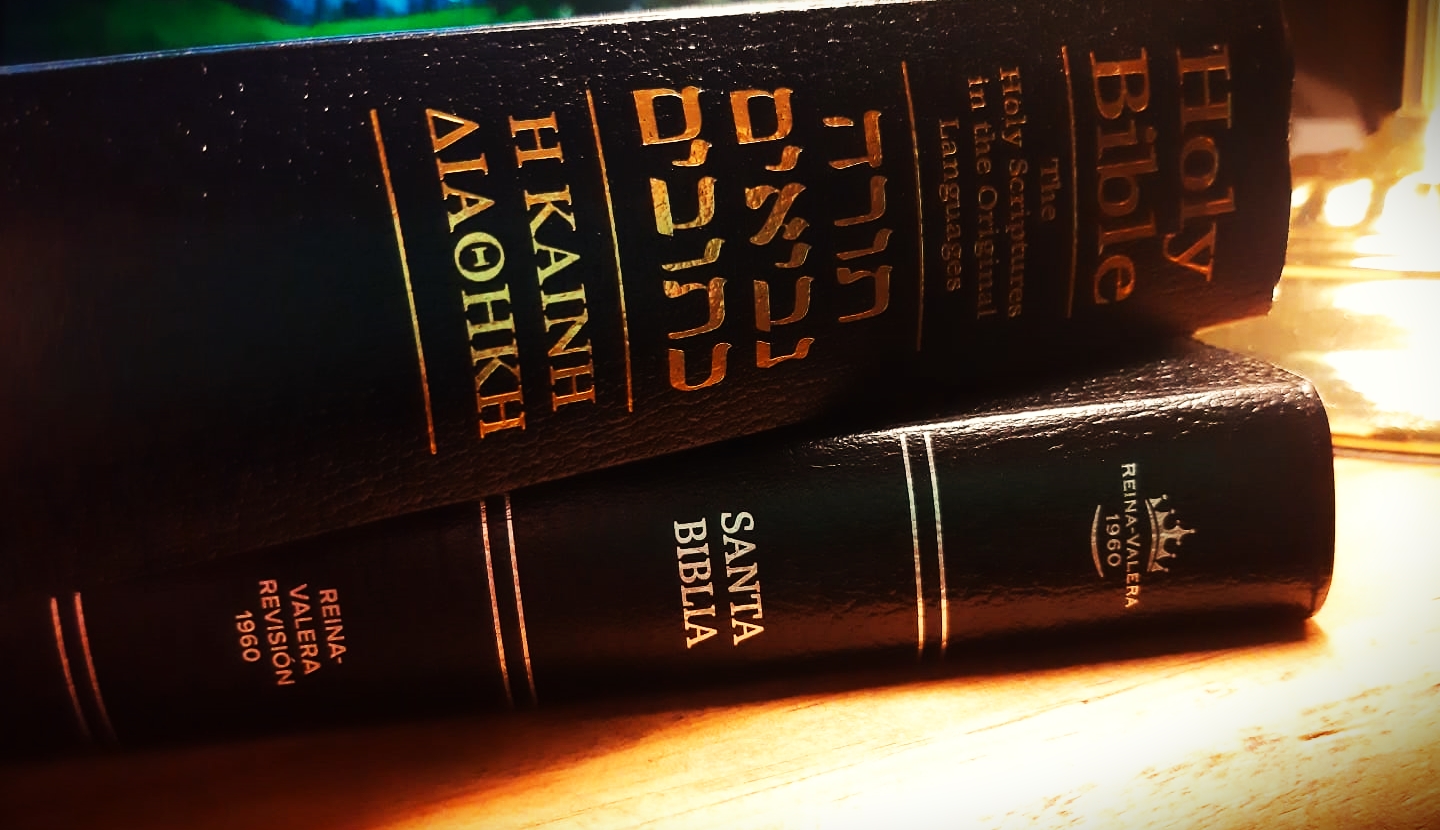 Holy
Bible
The
Holy Scriptures
in the Original
Languages
תורה
נביאים
כתובים
Η ΚΑΙΝΗ
ΔΙΑΘΗΚΗ
REINA-VALERA
1960
SANTA
BIBLIA
REINA-
VALERA
REVISIÓN
1960